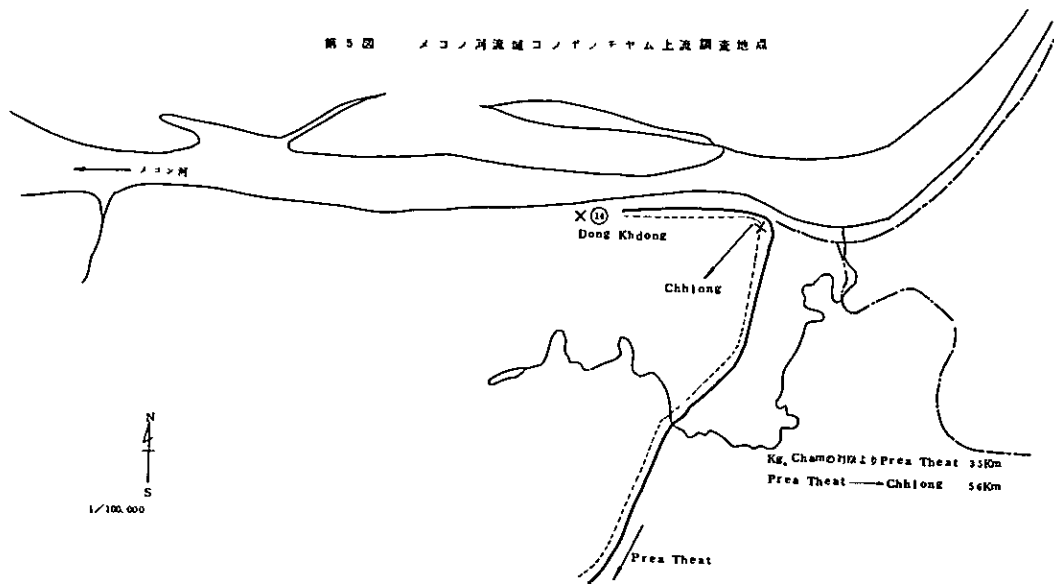 第5図 メコン河流域コンポンチャム上流調査地点
メコン河
⑭
Dong Khdong
Chhlong
N
S
1/100,000
Kg. Chamの対岸よりPrea Theat 35Km
Prea Theat → Chhlong 56Km
Prea Theat